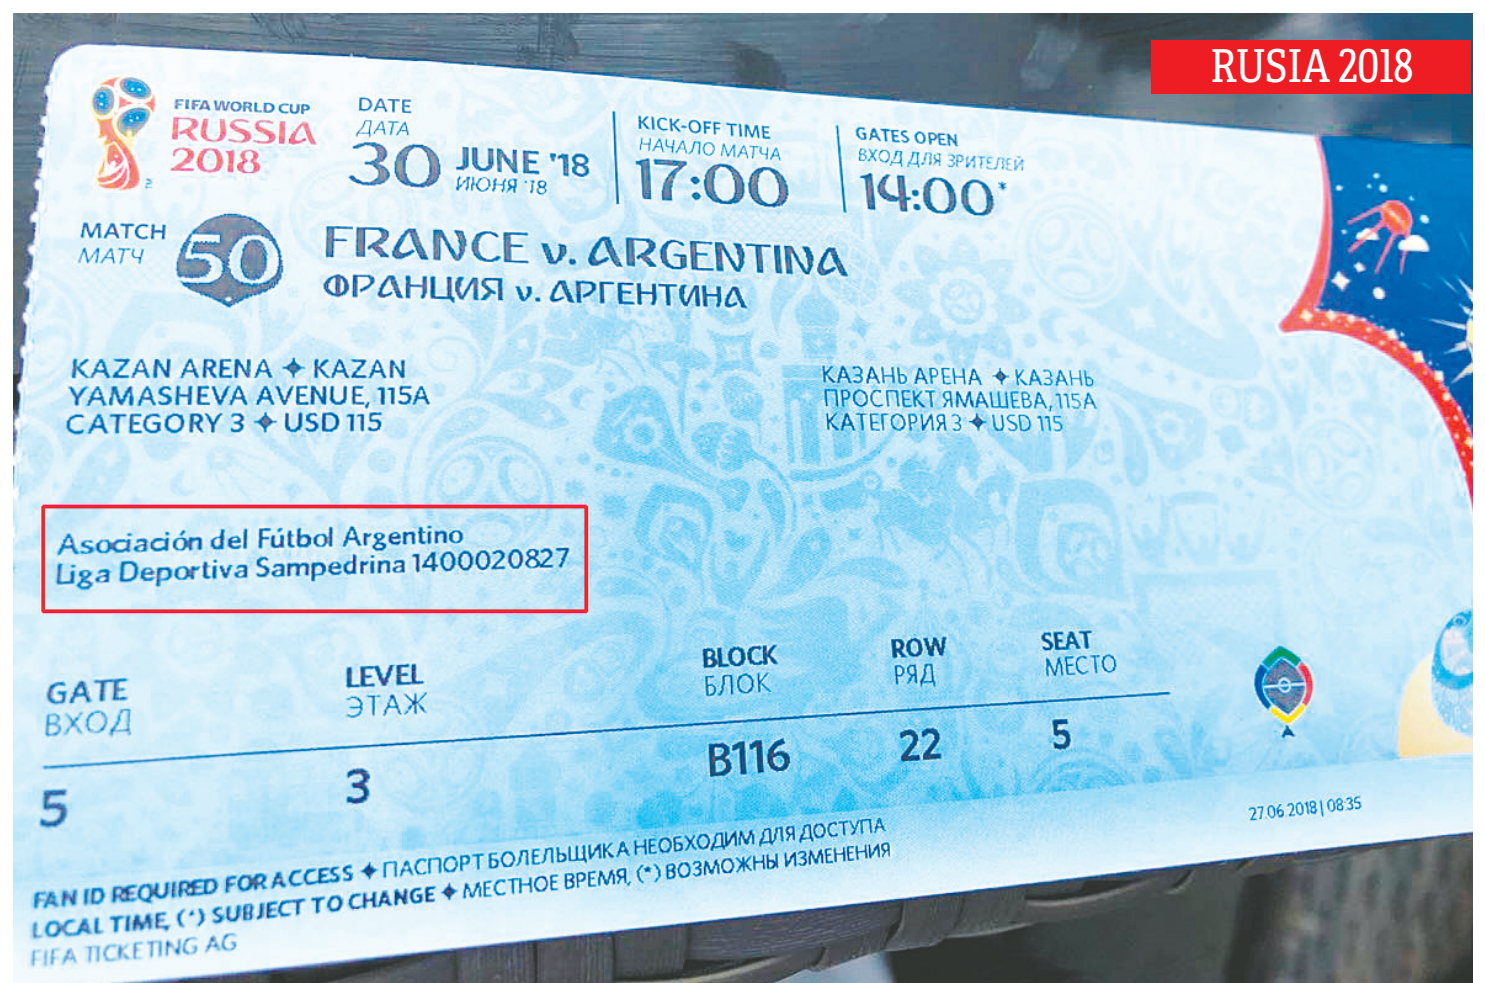 RUSIA 2018
FIFA WORLD CUP
RUSSIA
2018
DATE
ДАТА
30 JUNE '18
ИЮНЯ '18
KICK-OFF TIME
НАЧАЛО МАТЧА
17:00
GATES OPEN
ВХОД ДЛЯ ЗРИТЕЛЕЙ
14:00*
MATCH
МАТЧ
50
FRANCE v. ARGENTINA
ФРАНЦИЯ v. АРГЕНТИНА
KAZAN ARENA ✦ KAZAN
YAMASHEVA AVENUE, 115A
CATEGORY 3 ✦ USD 115
КАЗАНЬ АРЕНА ✦ КАЗАНЬ
ПРОСПЕКТ ЯМАШЕВА, 115А
КАТЕГОРИЯ 3 ✦ USD 115
Asociación del Fútbol Argentino
Liga Deportiva Sampedrina 1400020827
GATE
ВХОД
5
LEVEL
ЭТАЖ
3
BLOCK
БЛОК
B116
ROW
РЯД
22
SEAT
МЕСТО
5
A
27.06.2018 | 08:35
FAN ID REQUIRED FOR ACCESS ✦ ПАСПОРТ БОЛЕЛЬЩИКА НЕОБХОДИМ ДЛЯ ДОСТУПА
LOCAL TIME, (*) SUBJECT TO CHANGE ✦ МЕСТНОЕ ВРЕМЯ, (*) ВОЗМОЖНЫ ИЗМЕНЕНИЯ
FIFA TICKETING AG